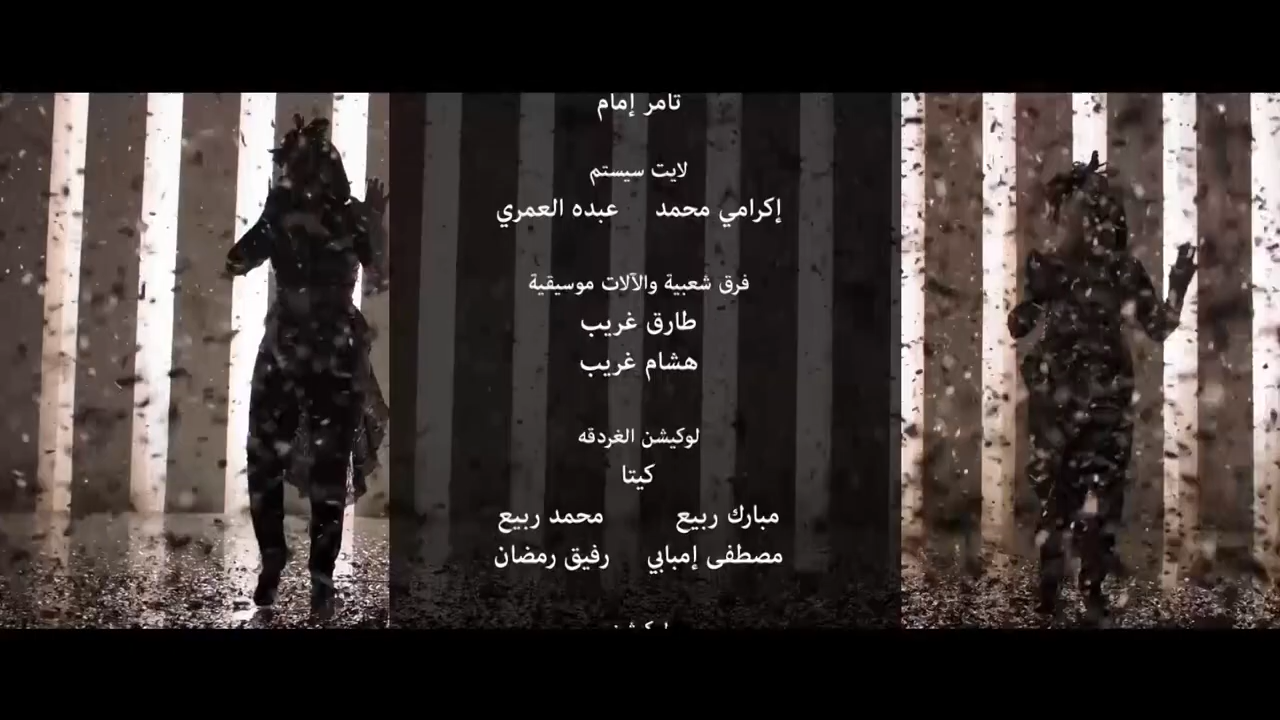 تامر إمام
لايت سيستم
إكرامي محمد عبده العمري
فرق شعبية والآلات موسيقية
طارق غريب
هشام غريب
لوكيشن الغردقه
كيتا
مبارك ربيع محمد ربيع
مصطفى إمبابي رفيق رمضان